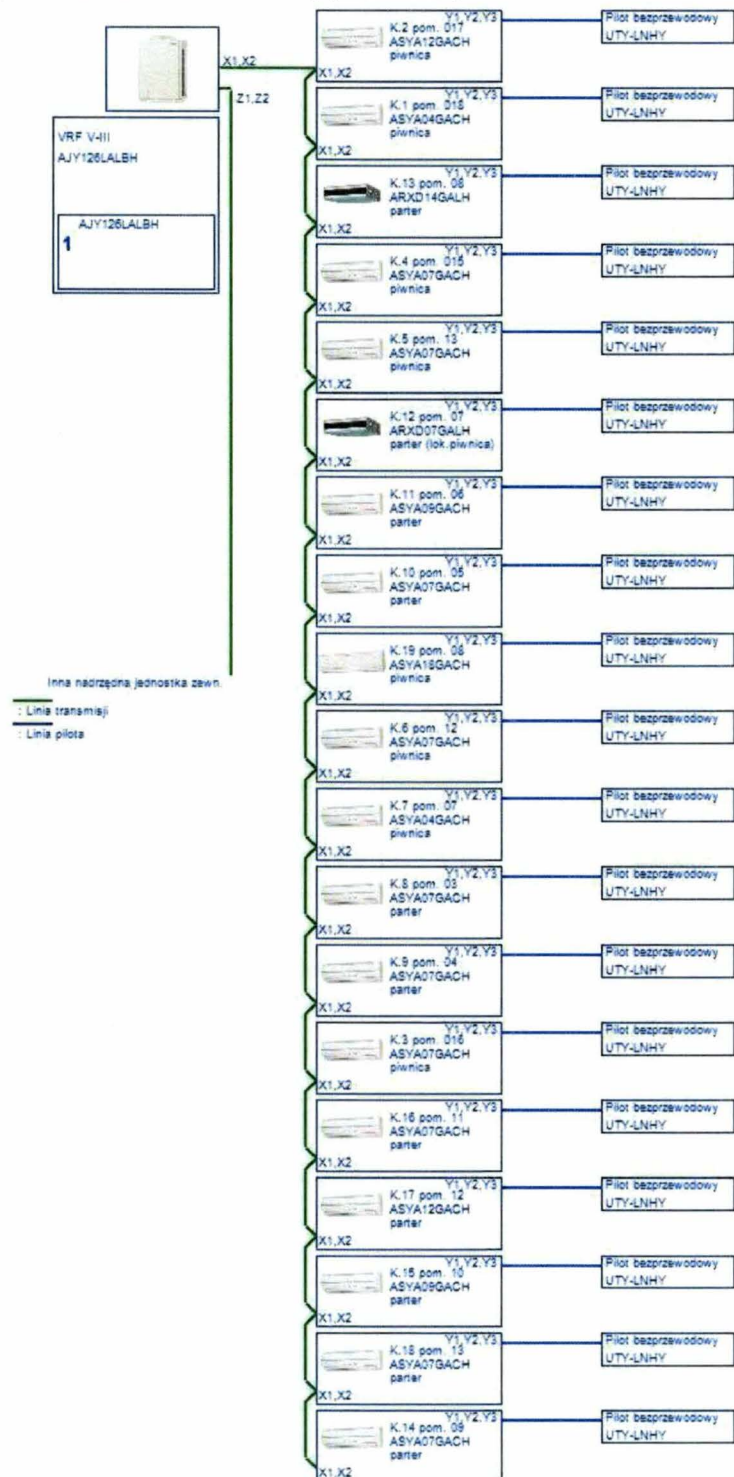 X1,X2
Z1,Z2
VRF V-III
AJY126LALBH
AJY126LALBH
1
Inna nadrzędna jednostka zewn.
: Linia transmisji
: Linia pilota
Y1,Y2,Y3
K.2 pom. 017
ASYA12GACH
piwnica
X1,X2
Pilot bezprzewodowy
UTY-LNHY
Y1,Y2,Y3
K.1 pom. 018
ASYA04GACH
piwnica
X1,X2
Pilot bezprzewodowy
UTY-LNHY
Y1,Y2,Y3
K.13 pom. 08
ARXD14GALH
parter
X1,X2
Pilot bezprzewodowy
UTY-LNHY
Y1,Y2,Y3
K.4 pom. 015
ASYA07GACH
piwnica
X1,X2
Pilot bezprzewodowy
UTY-LNHY
Y1,Y2,Y3
K.5 pom. 13
ASYA07GACH
piwnica
X1,X2
Pilot bezprzewodowy
UTY-LNHY
Y1,Y2,Y3
K.12 pom. 07
ARXD07GALH
parter (lok.piwnica)
X1,X2
Pilot bezprzewodowy
UTY-LNHY
Y1,Y2,Y3
K.11 pom. 06
ASYA09GACH
parter
X1,X2
Pilot bezprzewodowy
UTY-LNHY
Y1,Y2,Y3
K.10 pom. 05
ASYA07GACH
parter
X1,X2
Pilot bezprzewodowy
UTY-LNHY
Y1,Y2,Y3
K.19 pom. 08
ASYA18GACH
piwnica
X1,X2
Pilot bezprzewodowy
UTY-LNHY
Y1,Y2,Y3
K.6 pom. 12
ASYA07GACH
piwnica
X1,X2
Pilot bezprzewodowy
UTY-LNHY
Y1,Y2,Y3
K.7 pom. 07
ASYA04GACH
piwnica
X1,X2
Pilot bezprzewodowy
UTY-LNHY
Y1,Y2,Y3
K.8 pom. 03
ASYA07GACH
parter
X1,X2
Pilot bezprzewodowy
UTY-LNHY
Y1,Y2,Y3
K.9 pom. 04
ASYA07GACH
parter
X1,X2
Pilot bezprzewodowy
UTY-LNHY
Y1,Y2,Y3
K.3 pom. 016
ASYA07GACH
piwnica
X1,X2
Pilot bezprzewodowy
UTY-LNHY
Y1,Y2,Y3
K.16 pom. 11
ASYA07GACH
parter
X1,X2
Pilot bezprzewodowy
UTY-LNHY
Y1,Y2,Y3
K.17 pom. 12
ASYA12GACH
parter
X1,X2
Pilot bezprzewodowy
UTY-LNHY
Y1,Y2,Y3
K.15 pom. 10
ASYA09GACH
parter
X1,X2
Pilot bezprzewodowy
UTY-LNHY
Y1,Y2,Y3
K.18 pom. 13
ASYA07GACH
parter
X1,X2
Pilot bezprzewodowy
UTY-LNHY
Y1,Y2,Y3
K.14 pom. 09
ASYA07GACH
parter
X1,X2
Pilot bezprzewodowy
UTY-LNHY